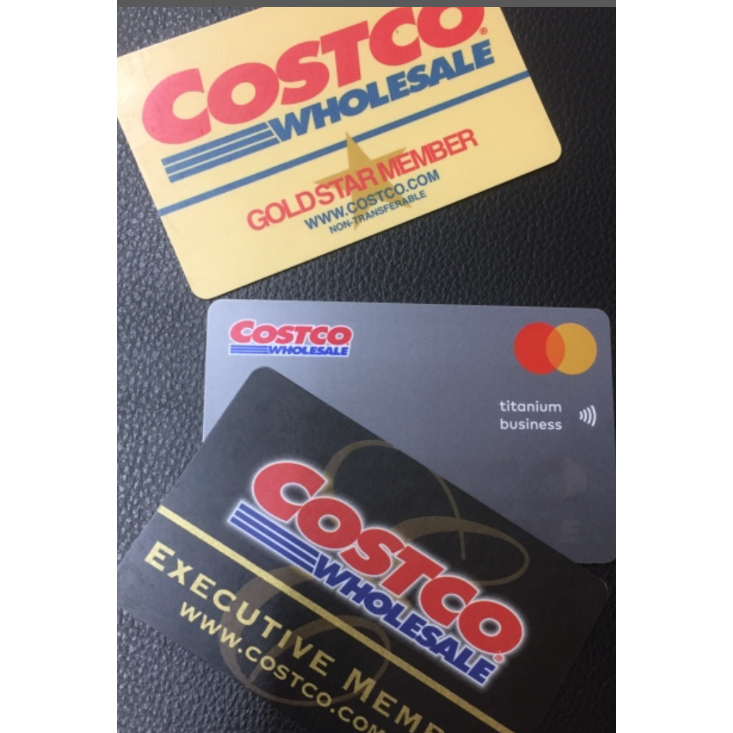 COSTCO
WHOLESALE
GOLD STAR MEMBER
WWW.COSTCO.COM
NON-TRANSFERABLE
COSTCO
WHOLESALE
titanium
business
COSTCO
WHOLESALE
EXECUTIVE
WWW.COSTCO.COM